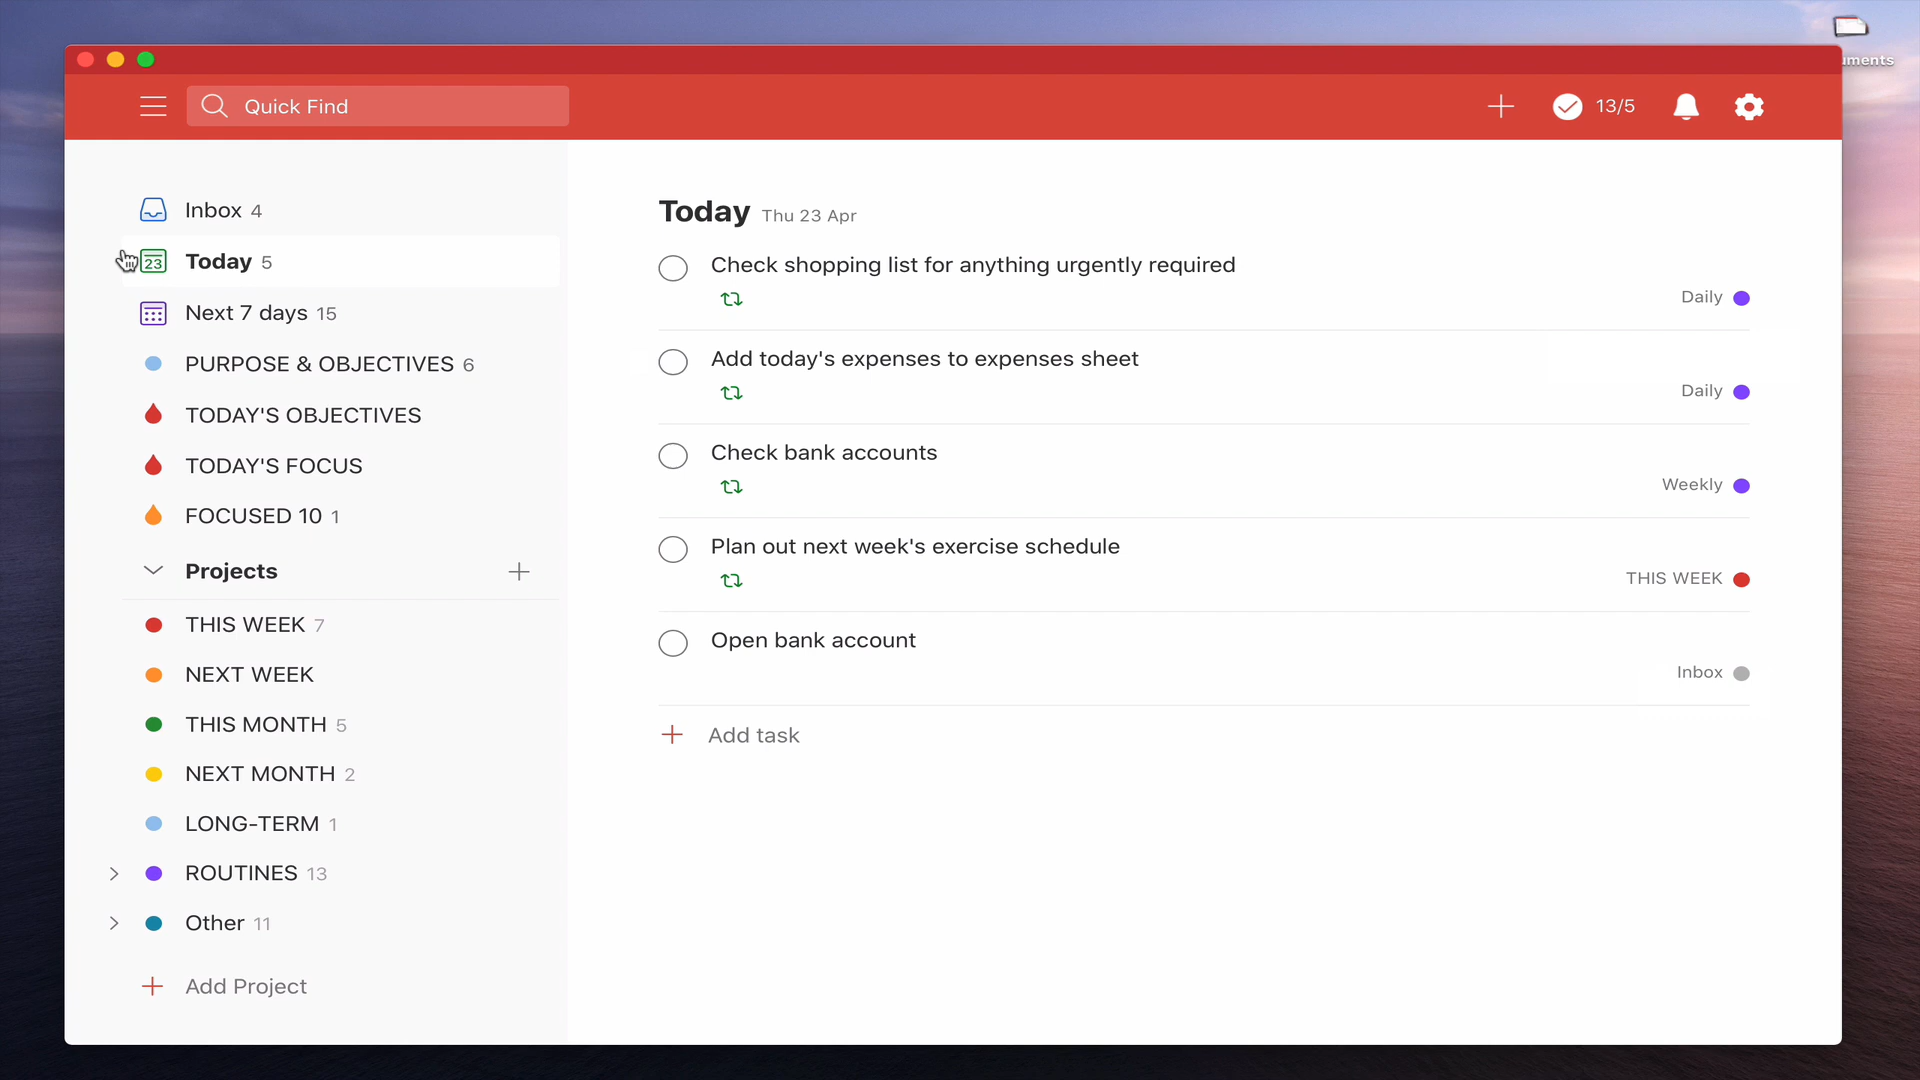 uments
Quick Find
13/5
Inbox 4
23
Today 5
Next 7 days 15
PURPOSE & OBJECTIVES 6
TODAY'S OBJECTIVES
TODAY'S FOCUS
FOCUSED 10 1
Projects
THIS WEEK 7
NEXT WEEK
THIS MONTH 5
NEXT MONTH 2
LONG-TERM 1
ROUTINES 13
Other 11
Add Project
Today Thu 23 Apr
Check shopping list for anything urgently required
Daily
Add today's expenses to expenses sheet
Daily
Check bank accounts
Weekly
Plan out next week's exercise schedule
THIS WEEK
Open bank account
Inbox
Add task